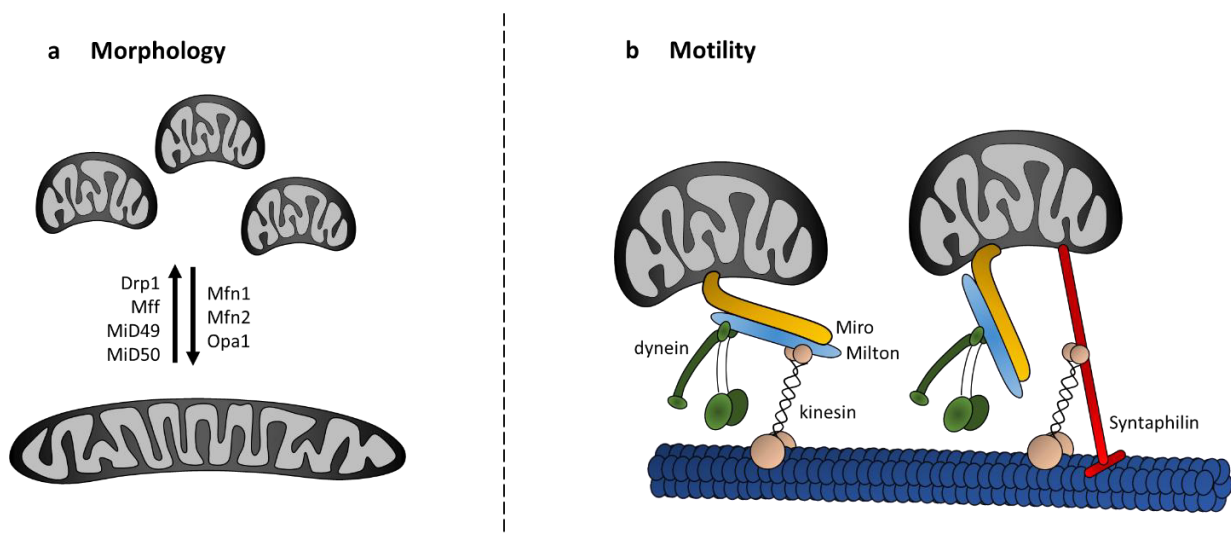 a Morphology
Drp1
Mff
MiD49
MiD50
Mfn1
Mfn2
Opa1
b Motility
dynein
Miro
Milton
kinesin
Syntaphilin